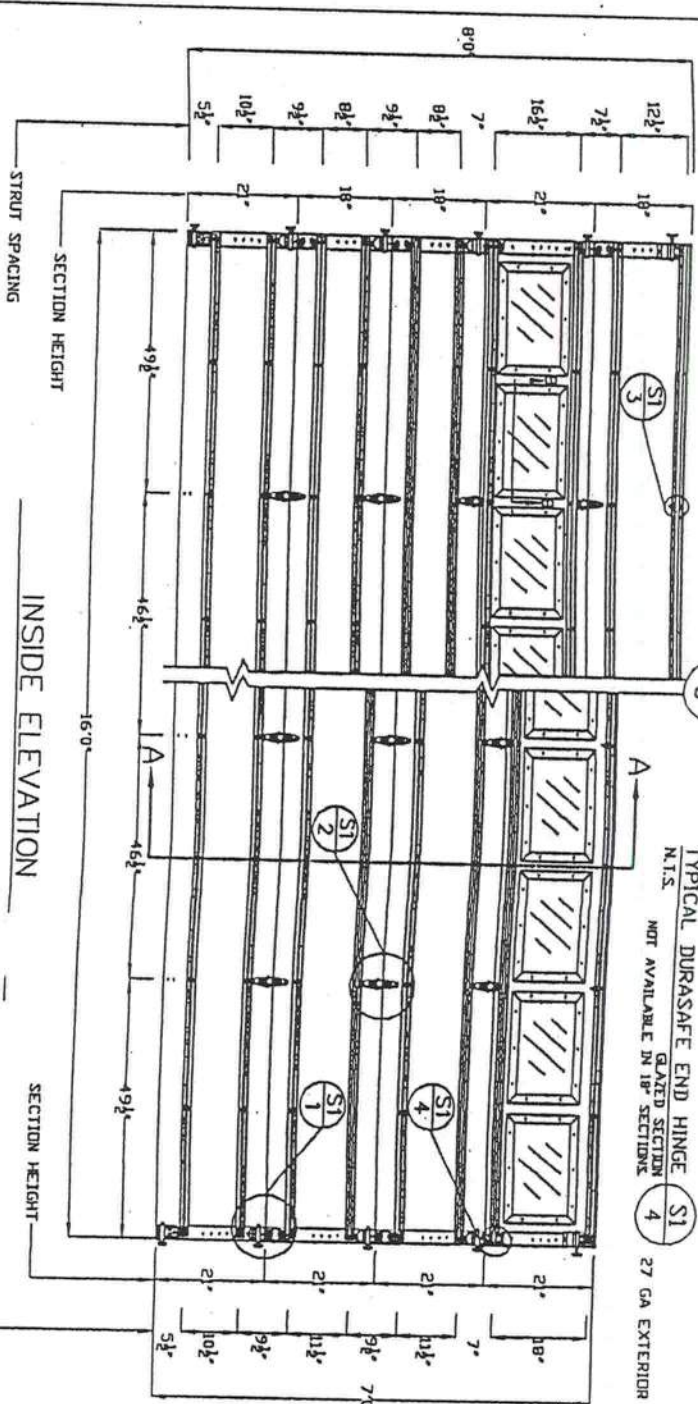 TYPICAL DURASAFE END HINGE
N.T.S.
GLAZED SECTION
NOT AVAILABLE IN 18" SECTIONS
S1
4
27 GA EXTERIOR
S1
3
A
A
S1
2
S1
1
S1
4
8'0"
12½"
7½"
16½"
7"
8½"
9½"
8½"
9½"
10½"
5½"
18"
21"
18"
18"
21"
STRUT SPACING
SECTION HEIGHT
49½"
46½"
46½"
49½"
16'0"
INSIDE ELEVATION
SECTION HEIGHT
21"
21"
21"
21"
18"
7"
11½"
9½"
11½"
9½"
10½"
5½"